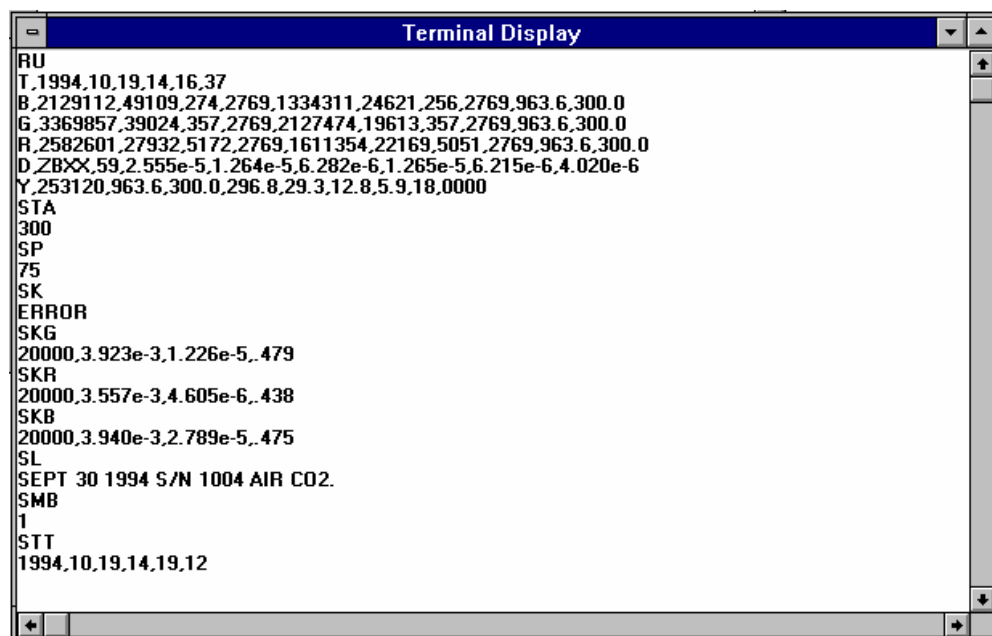 Terminal Display
RU
T,1994,10,19,14,16,37
B,2129112,49109,274,2769,1334311,24621,256,2769,963.6,300.0
G,3369857,39024,357,2769,2127474,19613,357,2769,963.6,300.0
R,2582601,27932,5172,2769,1611354,22169,5051,2769,963.6,300.0
D,ZBXX,59,2.555e-5,1.264e-5,6.282e-6,1.265e-5,6.215e-6,4.020e-6
Y,253120,963.6,300.0,296.8,29.3,12.8,5.9,18,0000
STA
300
SP
75
SK
ERROR
SKG
20000,3.923e-3,1.226e-5,.479
SKR
20000,3.557e-3,4.605e-6,.438
SKB
20000,3.940e-3,2.789e-5,.475
SL
SEPT 30 1994 S/N 1004 AIR CO2.
SMB
1
STT
1994,10,19,14,19,12